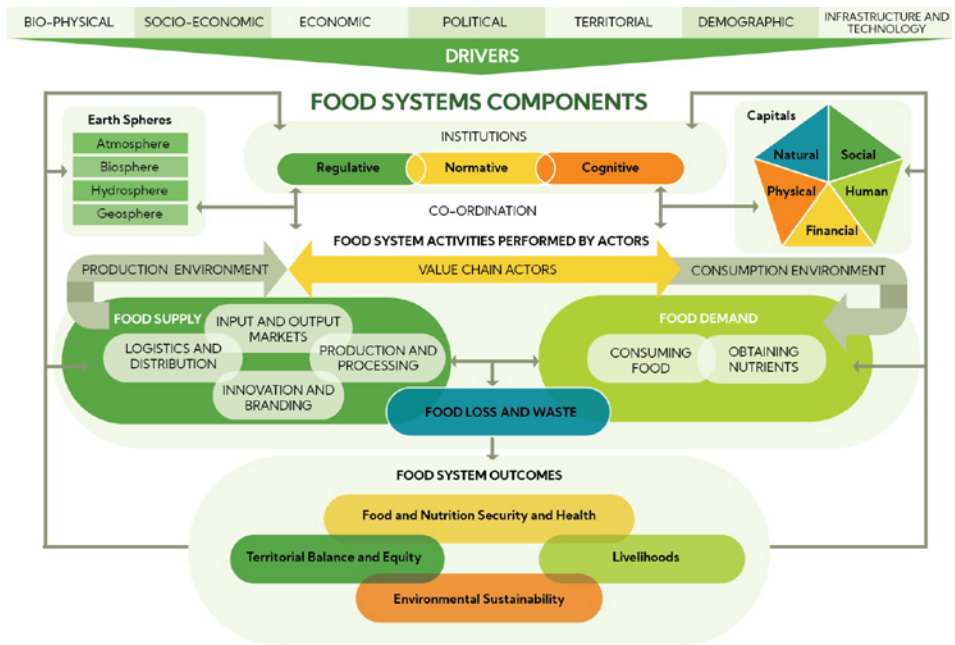 BIO-PHYSICAL
SOCIO-ECONOMIC
ECONOMIC
POLITICAL
TERRITORIAL
DEMOGRAPHIC
INFRASTRUCTURE AND
TECHNOLOGY
DRIVERS
FOOD SYSTEMS COMPONENTS
Earth Spheres
Atmosphere
Biosphere
Hydrosphere
Geosphere
INSTITUTIONS
Regulative
Normative
Cognitive
CO-ORDINATION
Capitals
Natural
Social
Physical
Human
Financial
FOOD SYSTEM ACTIVITIES PERFORMED BY ACTORS
PRODUCTION ENVIRONMENT
VALUE CHAIN ACTORS
CONSUMPTION ENVIRONMENT
FOOD SUPPLY
INPUT AND OUTPUT
MARKETS
LOGISTICS AND
DISTRIBUTION
PRODUCTION AND
PROCESSING
INNOVATION AND
BRANDING
FOOD DEMAND
CONSUMING
FOOD
OBTAINING
NUTRIENTS
FOOD LOSS AND WASTE
FOOD SYSTEM OUTCOMES
Food and Nutrition Security and Health
Territorial Balance and Equity
Livelihoods
Environmental Sustainability